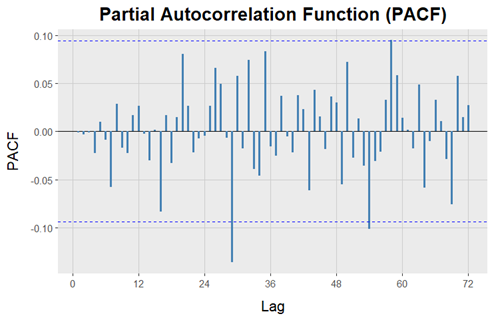 Partial Autocorrelation Function (PACF)
0.10
0.05
0.00
-0.05
-0.10
PACF
0 12 24 36 48 60 72
Lag